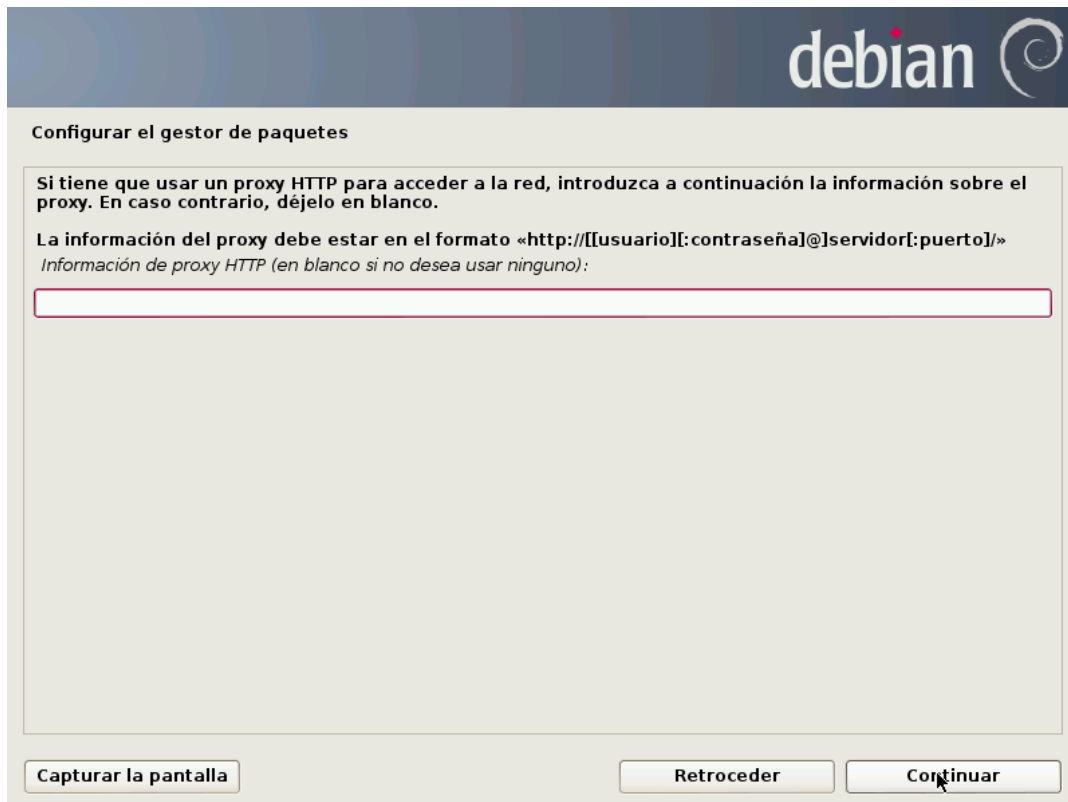 debian
Configurar el gestor de paquetes
Si tiene que usar un proxy HTTP para acceder a la red, introduzca a continuación la información sobre el
proxy. En caso contrario, déjelo en blanco.
La información del proxy debe estar en el formato «http://[[usuario][:contraseña]@]servidor[:puerto]/»
Información de proxy HTTP (en blanco si no desea usar ninguno):
Capturar la pantalla
Retroceder
Continuar